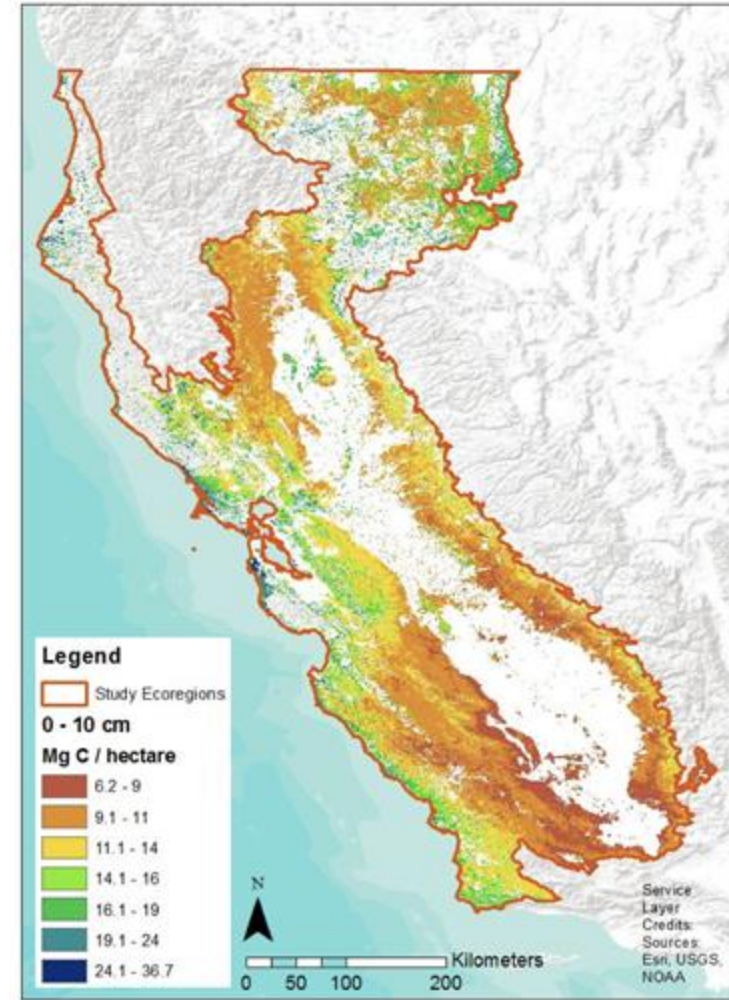 Legend
Study Ecoregions
0 - 10 cm
Mg C / hectare
6.2 - 9
9.1 - 11
11.1 - 14
14.1 - 16
16.1 - 19
19.1 - 24
24.1 - 36.7
N
Kilometers
0 50 100 200
Service
Layer
Credits:
Sources:
Esri, USGS,
NOAA